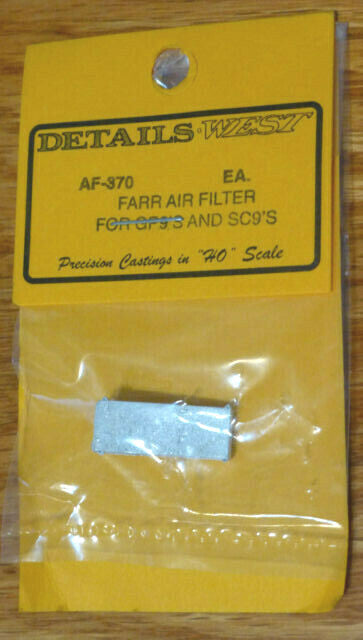 DETAILS WEST
AF-370 EA.
FARR AIR FILTER
FOR GP9'S AND SC9'S
Precision Castings in "HO" Scale